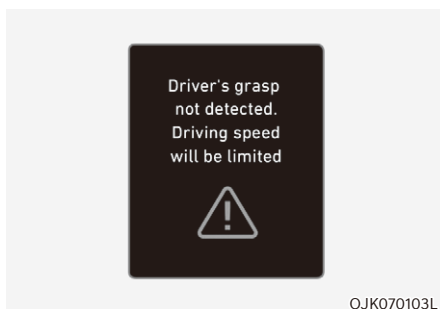 Driver's grasp
not detected.
Driving speed
will be limited
OJK070103L